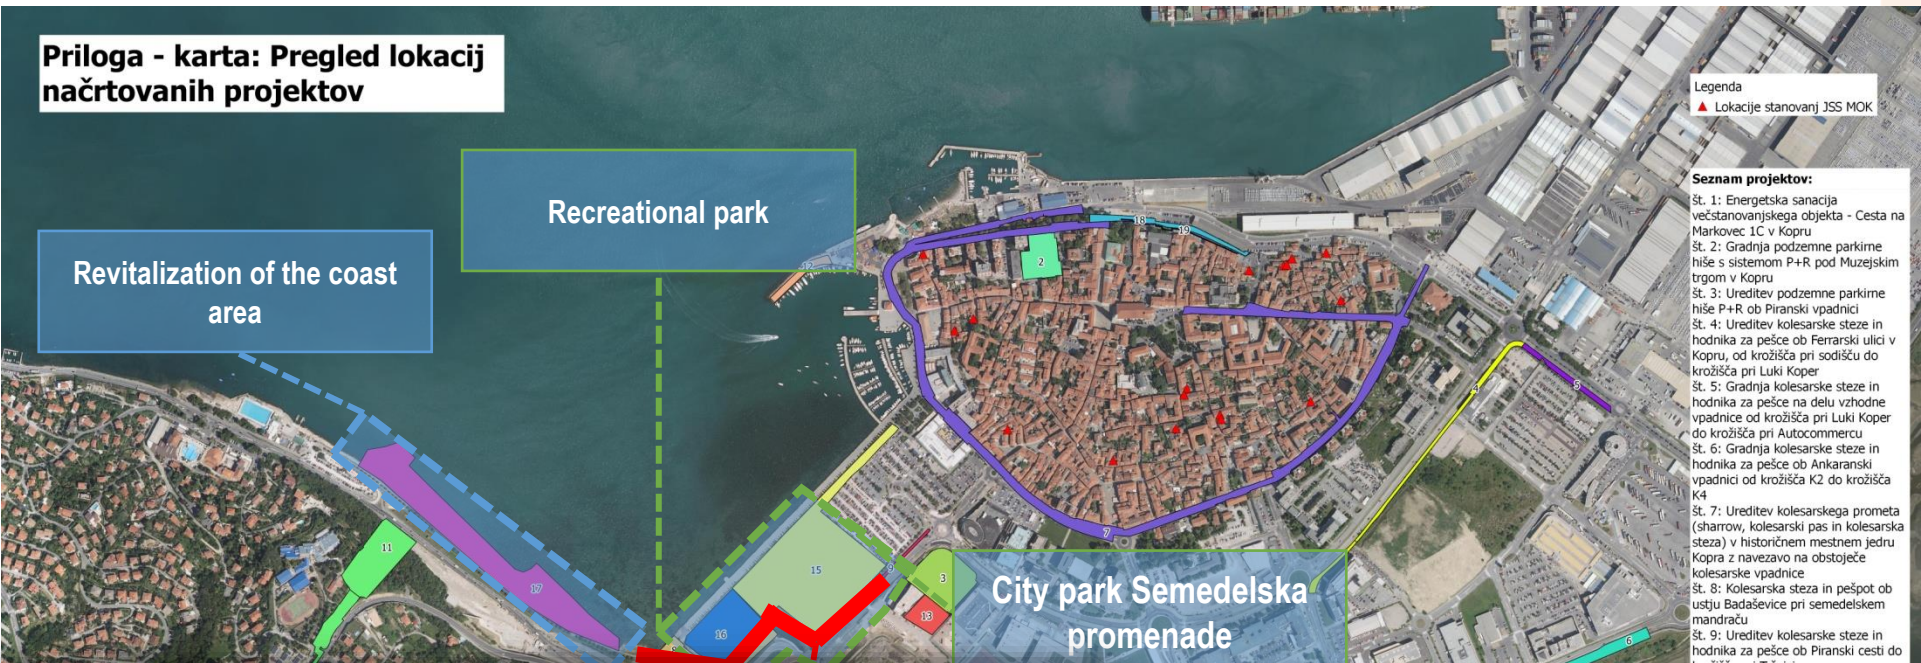 Priloga - karta: Pregled lokacij
načrtovanih projektov
Recreational park
Revitalization of the coast
area
City park Semedelska
promenade
Legenda
Lokacije stanovanj JSS MOK
Seznam projektov:
št. 1: Energetska sanacija
večstanovanjskega objekta - Cesta na
Markovec 1C v Kopru
št. 2: Gradnja podzemne parkirne
hiše s sistemom P+R pod Muzejskim
trgom v Kopru
št. 3: Ureditev podzemne parkirne
hiše P+R ob Piranski vpadnici
št. 4: Ureditev kolesarske steze in
hodnika za pešce ob Ferrarski ulici v
Kopru, od krožišča pri sodišču do
krožišča pri Luki Koper
št. 5: Gradnja kolesarske steze in
hodnika za pešce na delu vzhodne
vpadnice od krožišča pri Luki Koper
do krožišča pri Autocommercu
št. 6: Gradnja kolesarske steze in
hodnika za pešce ob Ankaranski
vpadnici od krožišča K2 do krožišča
K4
št. 7: Ureditev kolesarskega prometa
(sharrow, kolesarski pas in kolesarska
steza) v historičnem mestnem jedru
Kopra z navezavo na obstoječe
kolesarske vpadnice
št. 8: Kolesarska steza in pešpot ob
ustju Badaševice pri semedelskem
mandraču
št. 9: Ureditev kolesarske steze in
hodnika za pešce ob Piranski cesti do
12
18
19
2
4
5
7
11
17
15
16
9
3
13
8
6